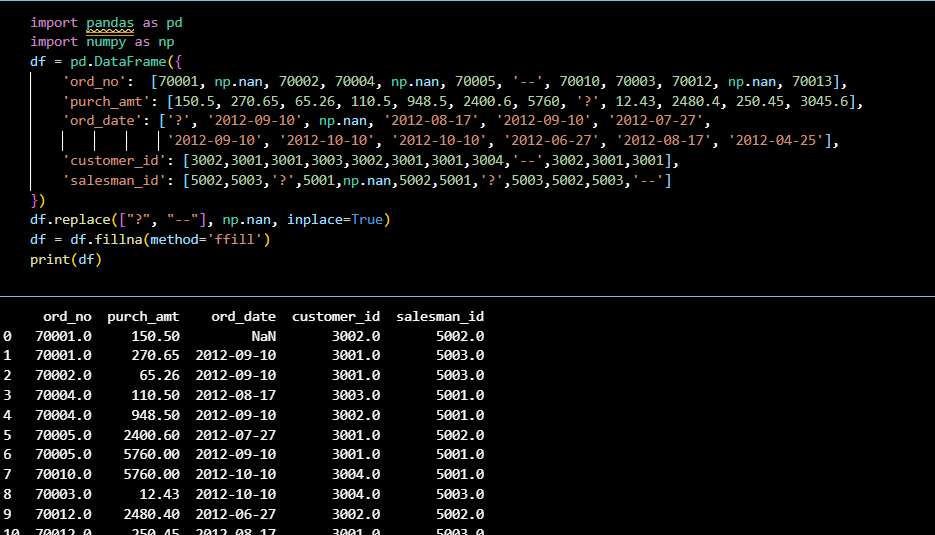 import pandas as pd
import numpy as np
df = pd.DataFrame({
    'ord_no':  [70001, np.nan, 70002, 70004, np.nan, 70005, '--', 70010, 70003, 70012, np.nan, 70013],
    'purch_amt': [150.5, 270.65, 65.26, 110.5, 948.5, 2400.6, 5760, '?', 12.43, 2480.4, 250.45, 3045.6],
    'ord_date': ['?', '2012-09-10', np.nan, '2012-08-17', '2012-09-10', '2012-07-27',
                 '2012-09-10', '2012-10-10', '2012-10-10', '2012-06-27', '2012-08-17', '2012-04-25'],
    'customer_id': [3002,3001,3001,3003,3002,3001,3001,3004,'--',3002,3001,3001],
    'salesman_id': [5002,5003,'?',5001,np.nan,5002,5001,'?',5003,5002,5003,'--']
})
df.replace(["?", "--"], np.nan, inplace=True)
df = df.fillna(method='ffill')
print(df)
     ord_no  purch_amt    ord_date  customer_id  salesman_id
0   70001.0     150.50         NaN       3002.0       5002.0
1   70001.0     270.65  2012-09-10       3001.0       5003.0
2   70002.0      65.26  2012-09-10       3001.0       5003.0
3   70004.0     110.50  2012-08-17       3003.0       5001.0
4   70004.0     948.50  2012-09-10       3002.0       5001.0
5   70005.0    2400.60  2012-07-27       3001.0       5002.0
6   70005.0    5760.00  2012-09-10       3001.0       5001.0
7   70010.0    5760.00  2012-10-10       3004.0       5001.0
8   70003.0      12.43  2012-10-10       3004.0       5003.0
9   70012.0    2480.40  2012-06-27       3002.0       5002.0
10  70012.0     250.45  2012-08-17       3001.0       5003.0